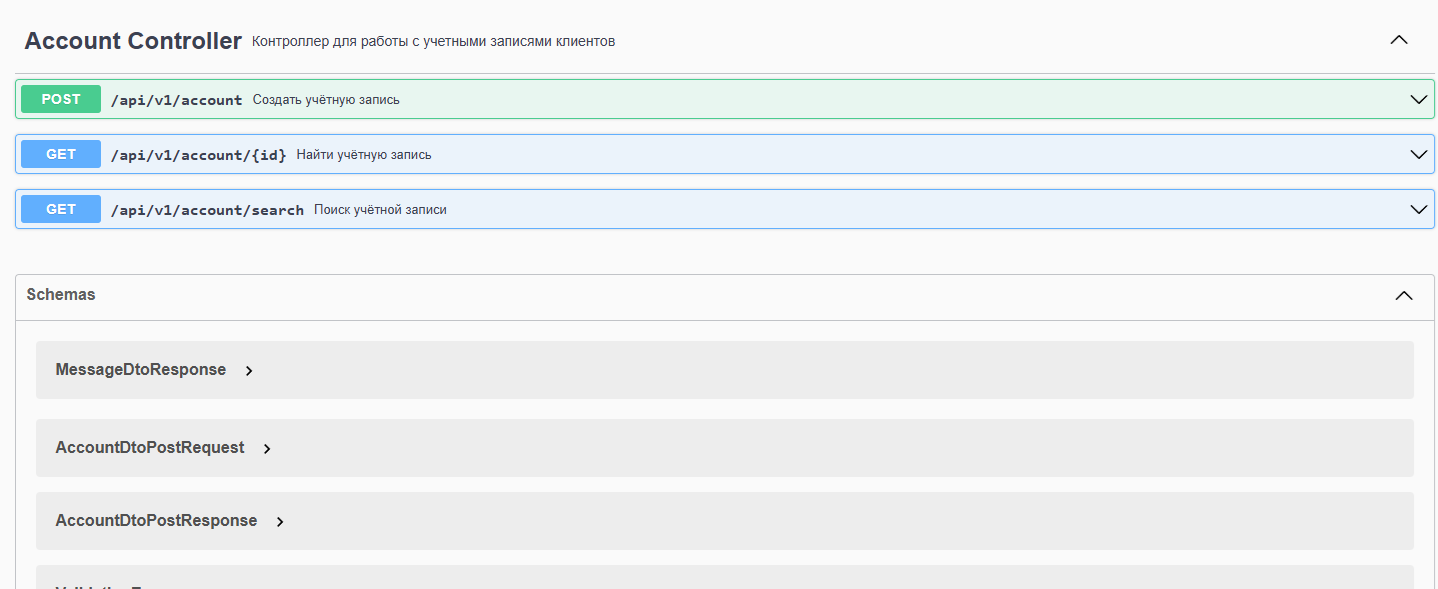 Account Controller Контроллер для работы с учетными записями клиентов
POST /api/v1/account Создать учётную запись
GET /api/v1/account/{id} Найти учётную запись
GET /api/v1/account/search Поиск учётной записи
Schemas
MessageDtoResponse
AccountDtoPostRequest
AccountDtoPostResponse